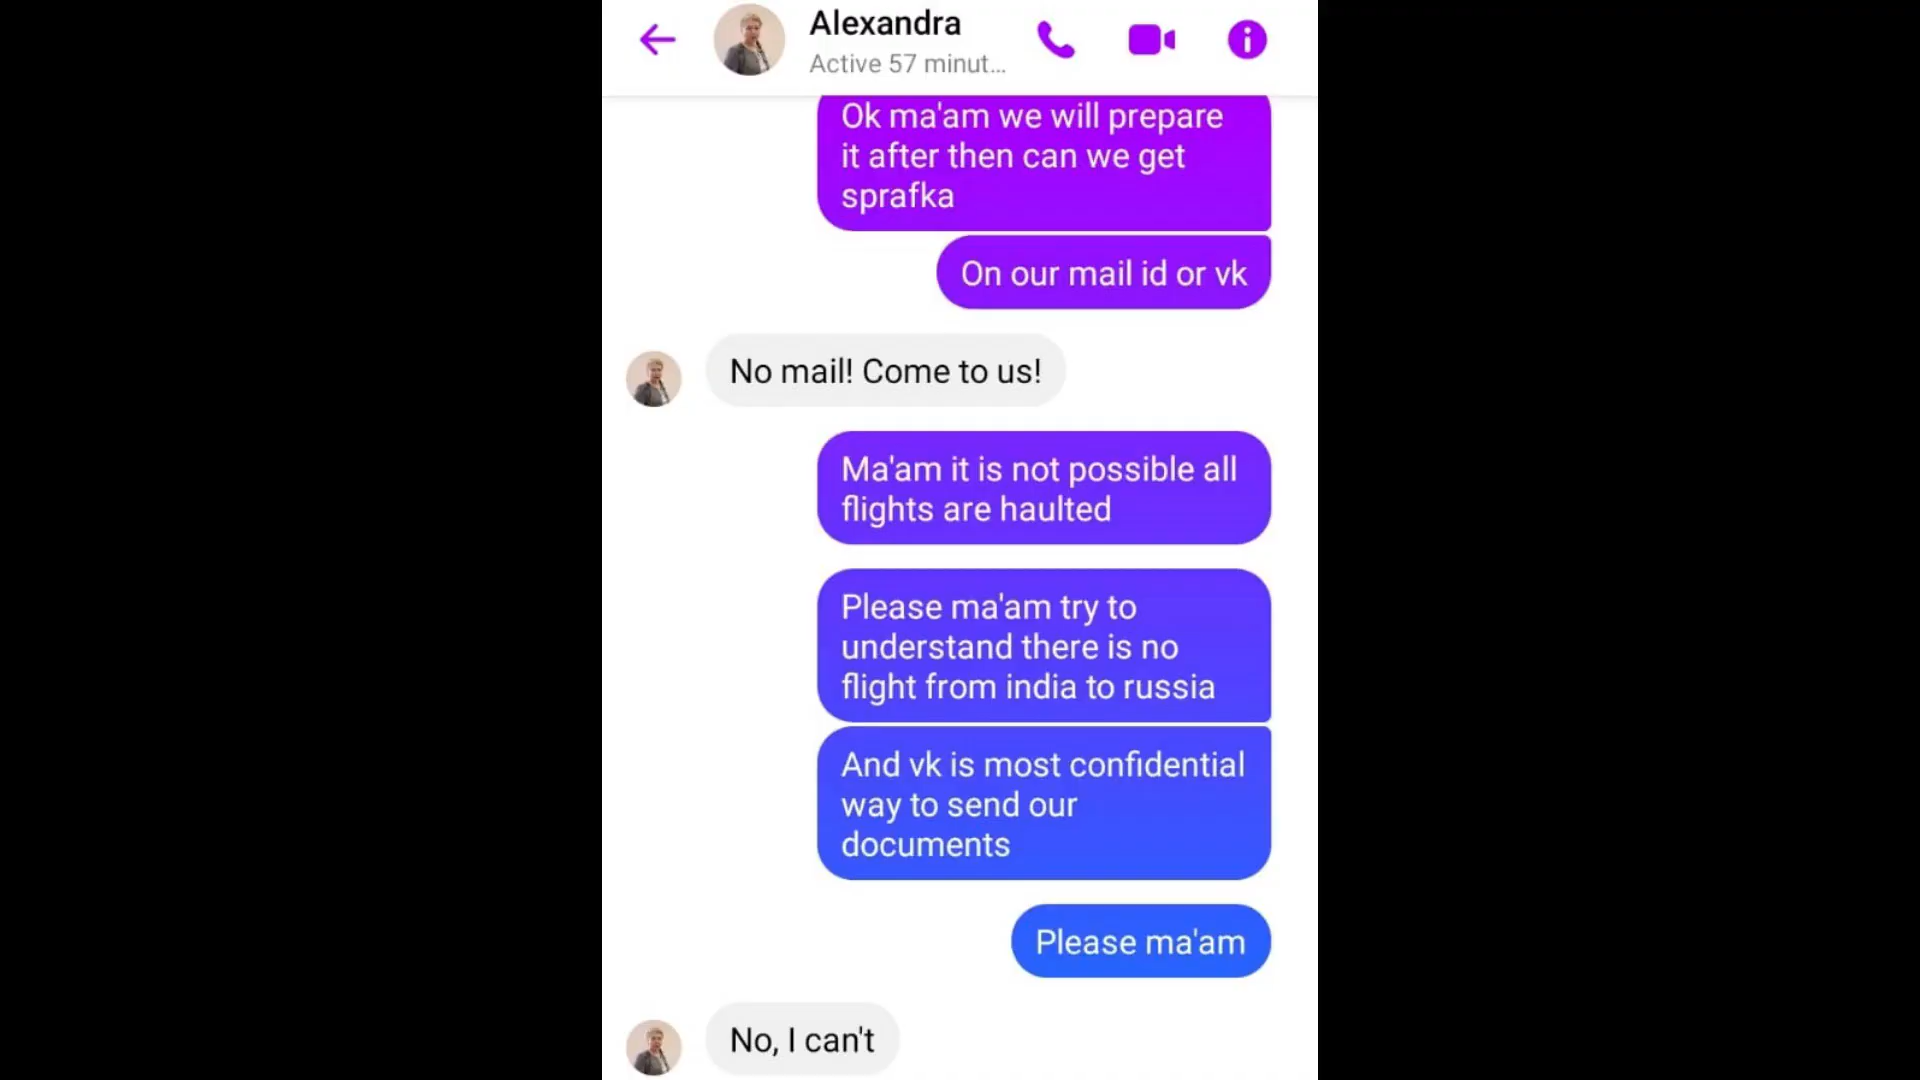 Alexandra
Active 57 minut...
Ok ma'am we will prepare
it after then can we get
sprafka
On our mail id or vk
No mail! Come to us!
Ma'am it is not possible all
flights are haulted
Please ma'am try to
understand there is no
flight from india to russia
And vk is most confidential
way to send our
documents
Please ma'am
No, I can't